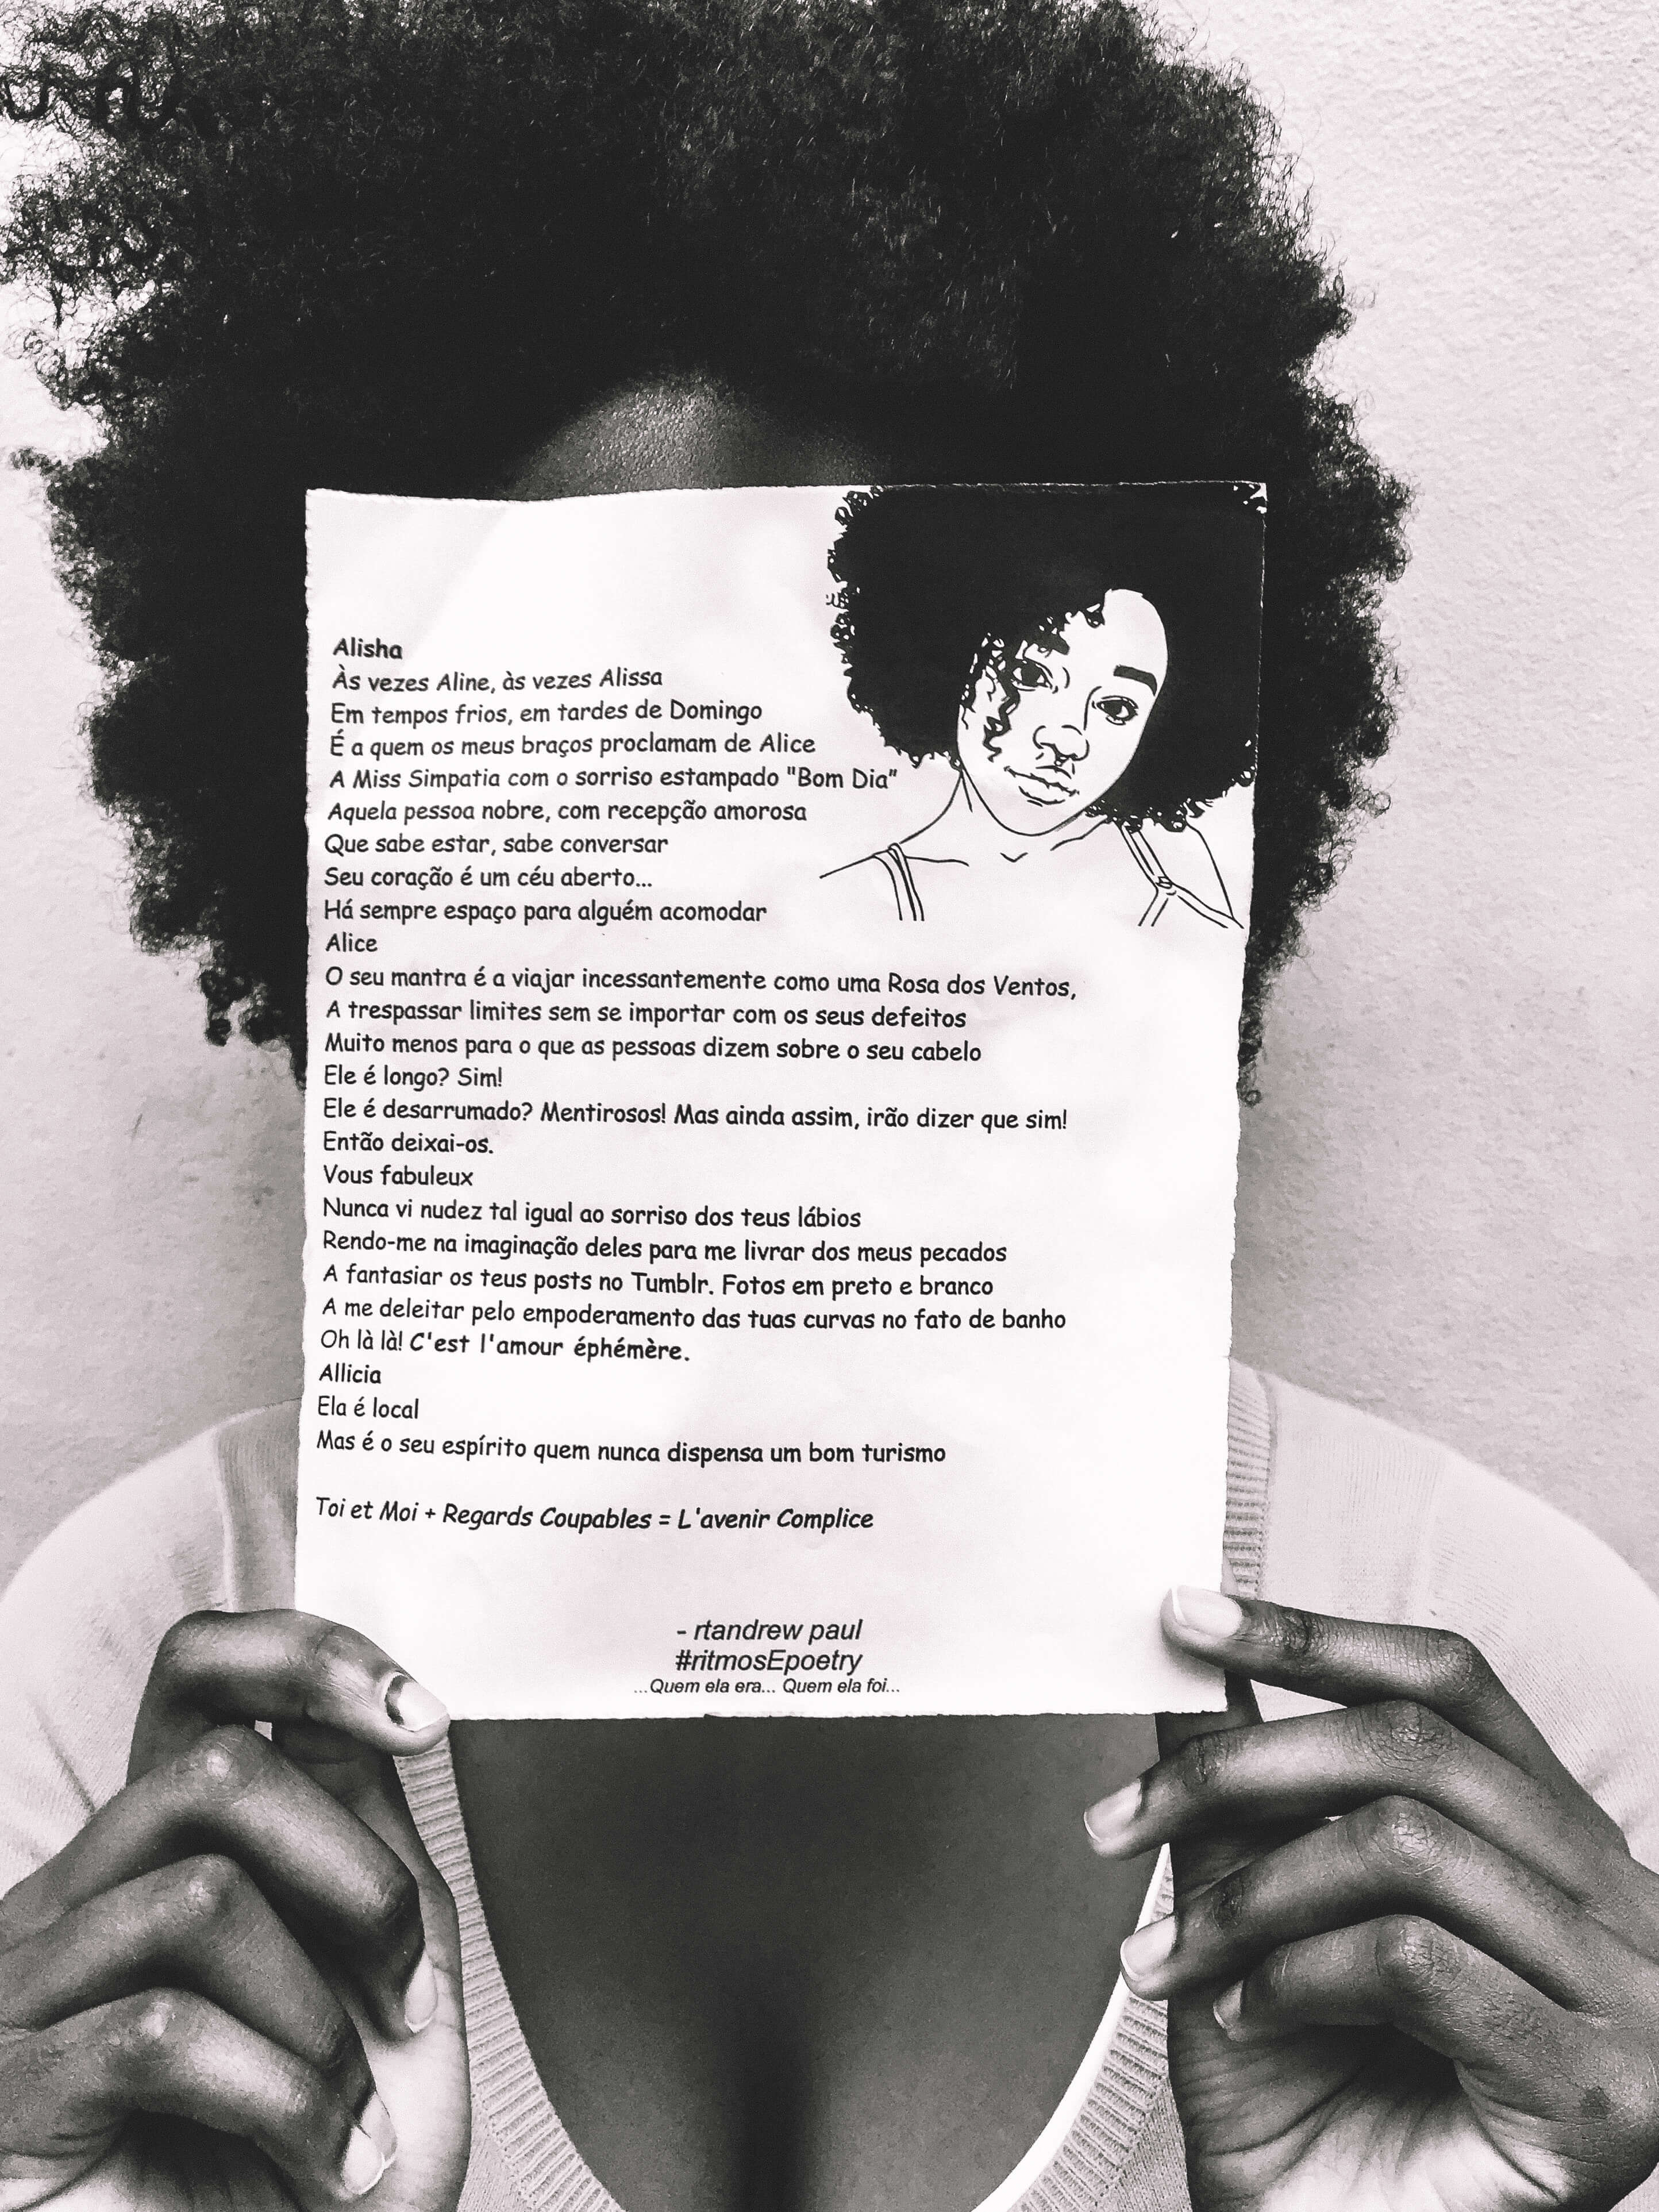 Alisha
Às vezes Aline, às vezes Alissa
Em tempos frios, em tardes de Domingo
É a quem os meus braços proclamam de Alice
A Miss Simpatia com o sorriso estampado "Bom Dia"
Aquela pessoa nobre, com recepção amorosa
Que sabe estar, sabe conversar
Seu coração é um céu aberto...
Há sempre espaço para alguém acomodar
Alice
O seu mantra é a viajar incessantemente como uma Rosa dos Ventos,
A trespassar limites sem se importar com os seus defeitos
Muito menos para o que as pessoas dizem sobre o seu cabelo
Ele é longo? Sim!
Ele é desarrumado? Mentirosos! Mas ainda assim, irão dizer que sim!
Então deixai-os.
Vous fabuleux
Nunca vi nudez tal igual ao sorriso dos teus lábios
Rendo-me na imaginação deles para me livrar dos meus pecados
A fantasiar os teus posts no Tumblr. Fotos em preto e branco
A me deleitar pelo empoderamento das tuas curvas no fato de banho
Oh là là! C'est l'amour éphémère.
Allicia
Ela é local
Mas é o seu espírito quem nunca dispensa um bom turismo
Toi et Moi + Regards Coupables = L'avenir Complice
- rtandrew paul
#ritmosEpoetry
...Quem ela era... Quem ela foi...